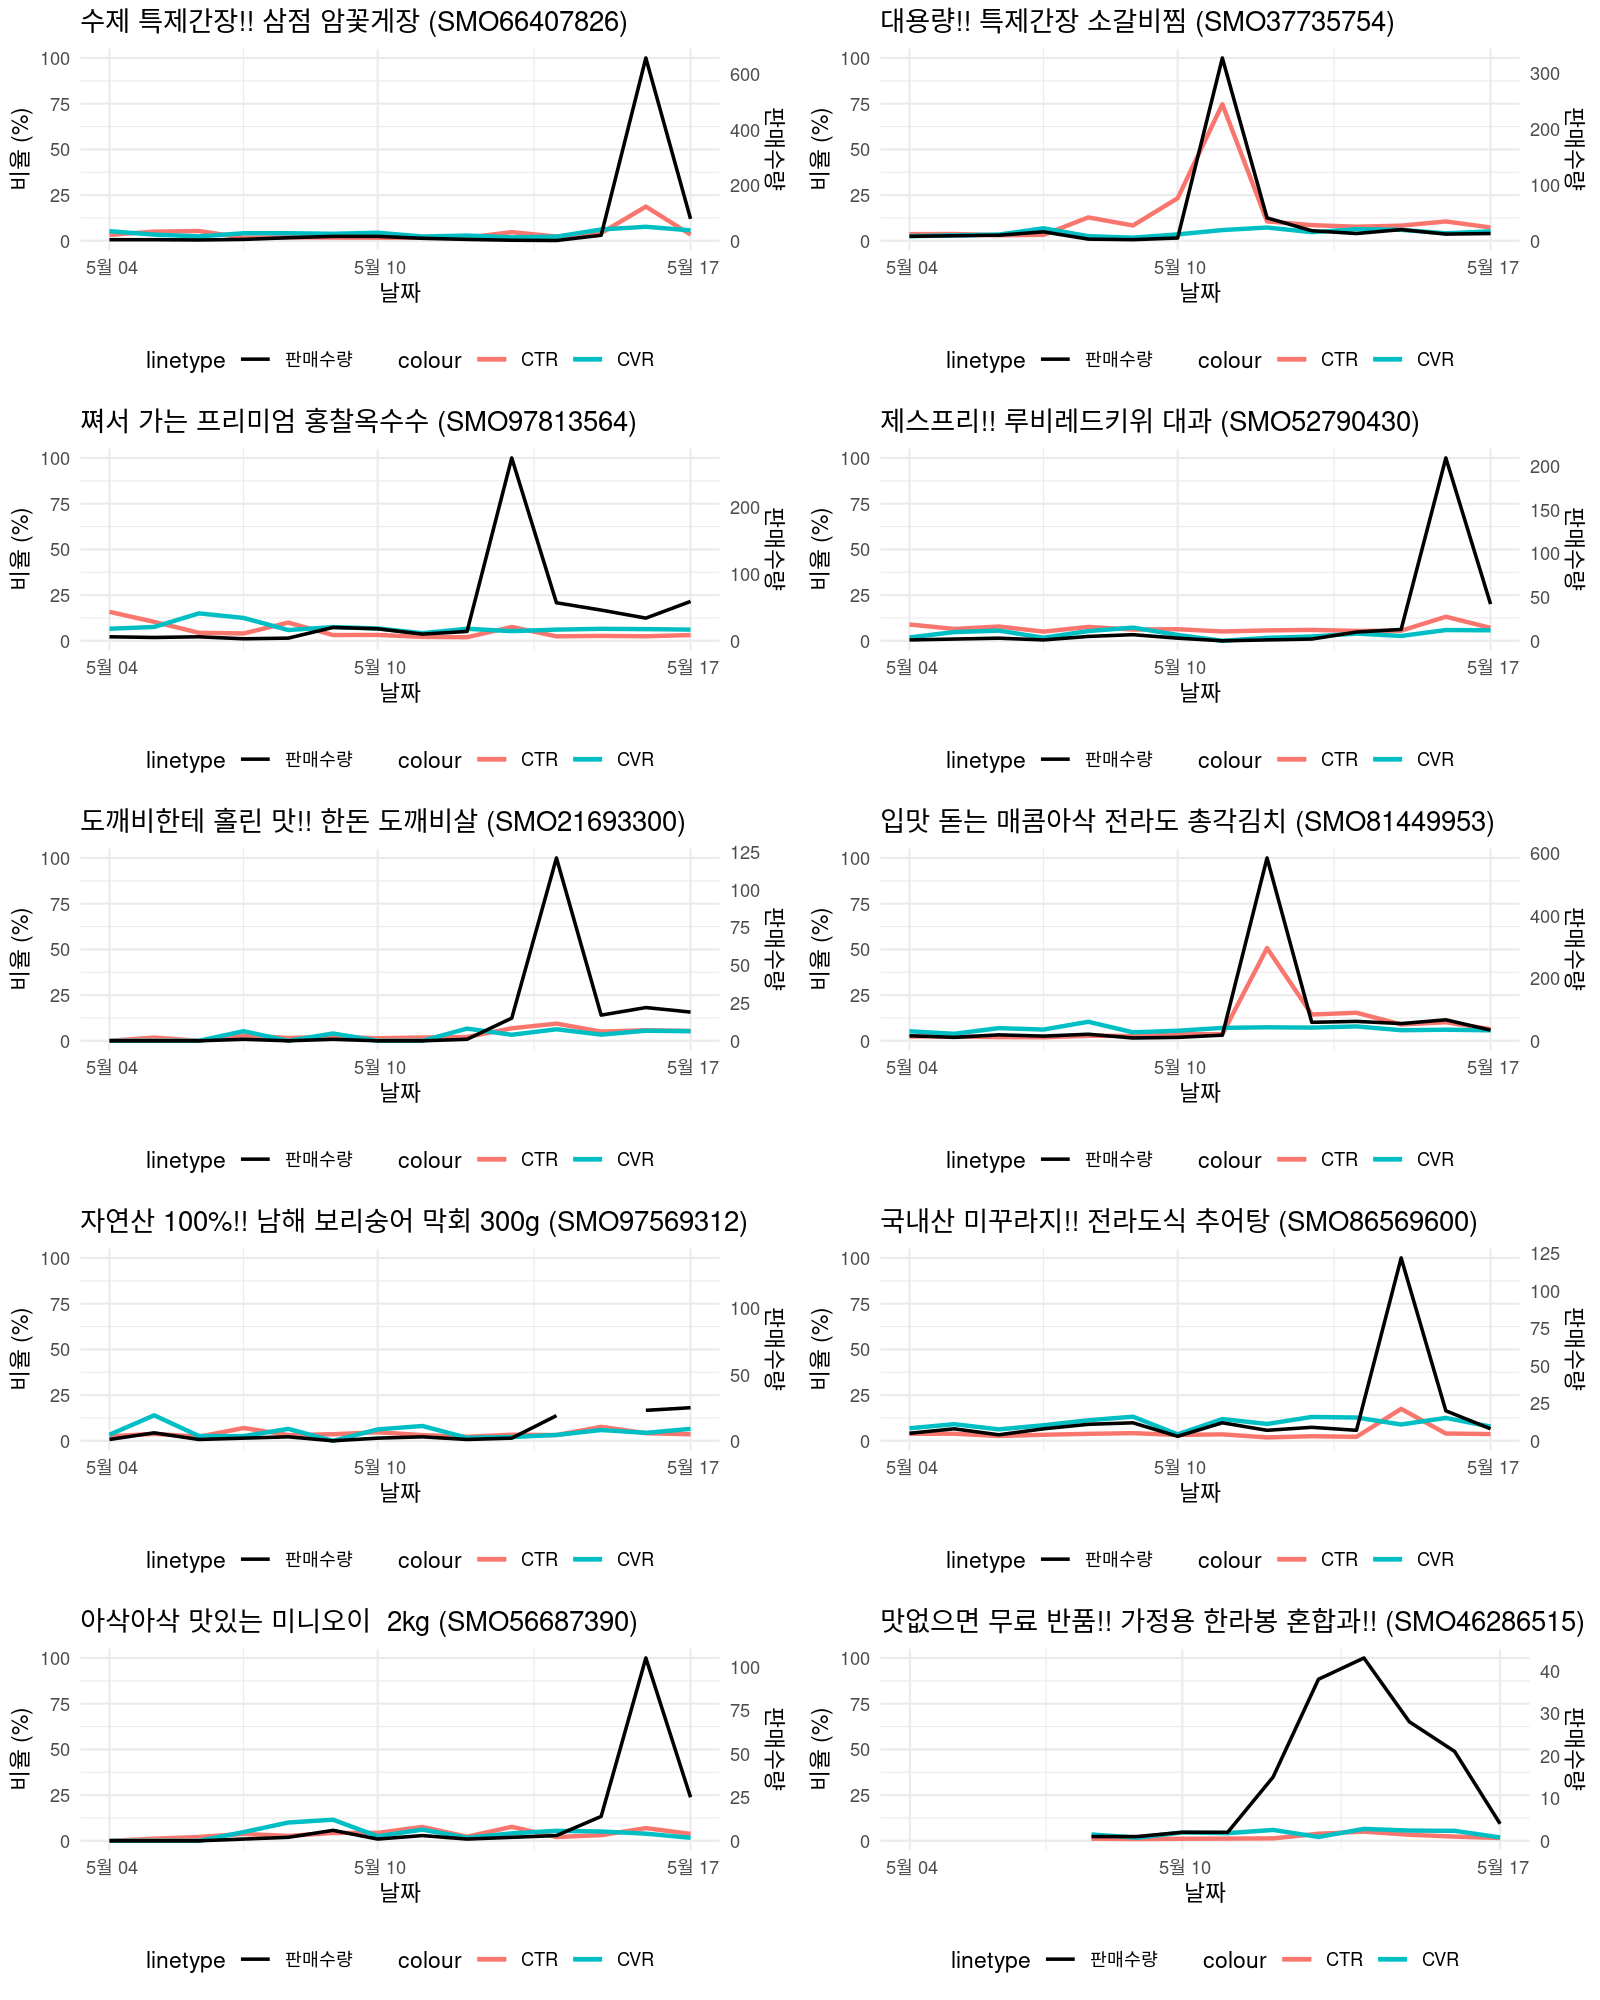 수제 특제간장!! 삼점 암꽃게장 (SMO66407826)
비율 (%)
100
75
50
25
0
600
400
200
0
판매수량
5월 04
5월 10
5월 17
날짜
linetype 판매수량 colour CTR CVR
대용량!! 특제간장 소갈비찜 (SMO37735754)
비율 (%)
100
75
50
25
0
300
200
100
0
판매수량
5월 04
5월 10
5월 17
날짜
linetype 판매수량 colour CTR CVR
쪄서 가는 프리미엄 홍찰옥수수 (SMO97813564)
비율 (%)
100
75
50
25
0
200
100
0
판매수량
5월 04
5월 10
5월 17
날짜
linetype 판매수량 colour CTR CVR
제스프리!! 루비레드키위 대과 (SMO52790430)
비율 (%)
100
75
50
25
0
200
150
100
50
0
판매수량
5월 04
5월 10
5월 17
날짜
linetype 판매수량 colour CTR CVR
도깨비한테 홀린 맛!! 한돈 도깨비살 (SMO21693300)
비율 (%)
100
75
50
25
0
125
100
75
50
25
0
판매수량
5월 04
5월 10
5월 17
날짜
linetype 판매수량 colour CTR CVR
입맛 돋는 매콤아삭 전라도 총각김치 (SMO81449953)
비율 (%)
100
75
50
25
0
600
400
200
0
판매수량
5월 04
5월 10
5월 17
날짜
linetype 판매수량 colour CTR CVR
자연산 100%!! 남해 보리숭어 막회 300g (SMO97569312)
비율 (%)
100
75
50
25
0
100
50
0
판매수량
5월 04
5월 10
5월 17
날짜
linetype 판매수량 colour CTR CVR
국내산 미꾸라지!! 전라도식 추어탕 (SMO86569600)
비율 (%)
100
75
50
25
0
125
100
75
50
25
0
판매수량
5월 04
5월 10
5월 17
날짜
linetype 판매수량 colour CTR CVR
아삭아삭 맛있는 미니오이  2kg (SMO56687390)
비율 (%)
100
75
50
25
0
100
75
50
25
0
판매수량
5월 04
5월 10
5월 17
날짜
linetype 판매수량 colour CTR CVR
맛없으면 무료 반품!! 가정용 한라봉 혼합과!! (SMO46286515)
비율 (%)
100
75
50
25
0
40
30
20
10
0
판매수량
5월 04
5월 10
5월 17
날짜
linetype 판매수량 colour CTR CVR